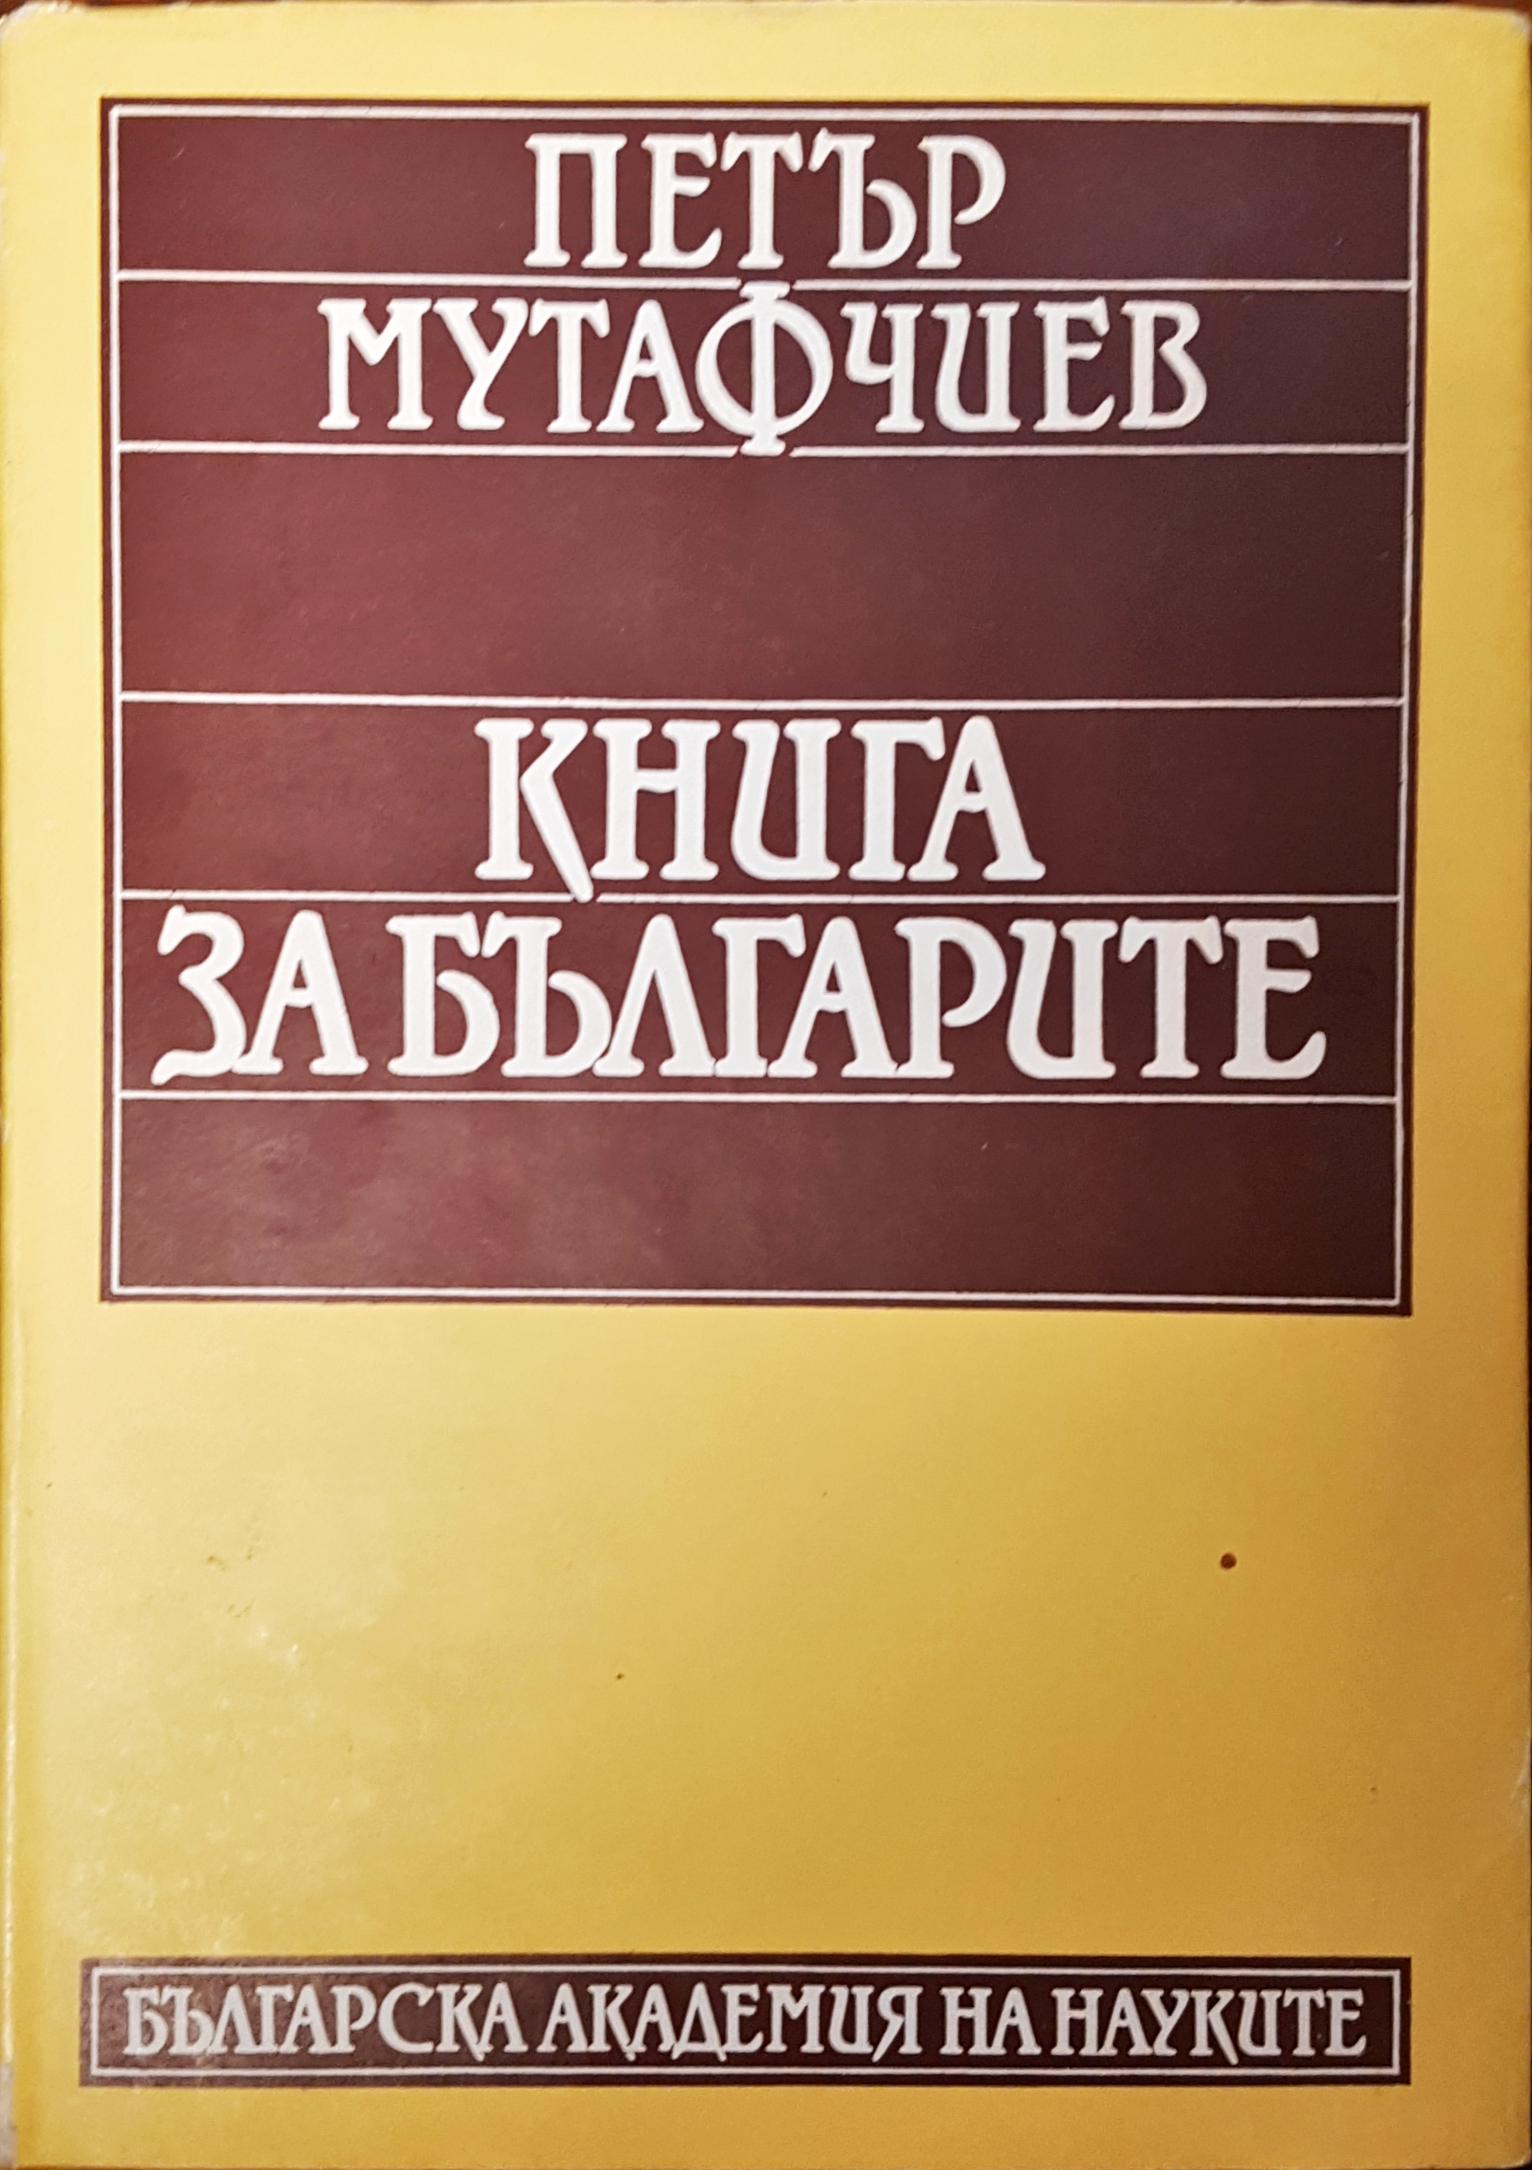 ПЕТЪР
МУТАФЧИЕВ
КНИГА
ЗА БЪЛГАРИТЕ
БЪЛГАРСКА АКАДЕМИЯ НА НАУКИТЕ